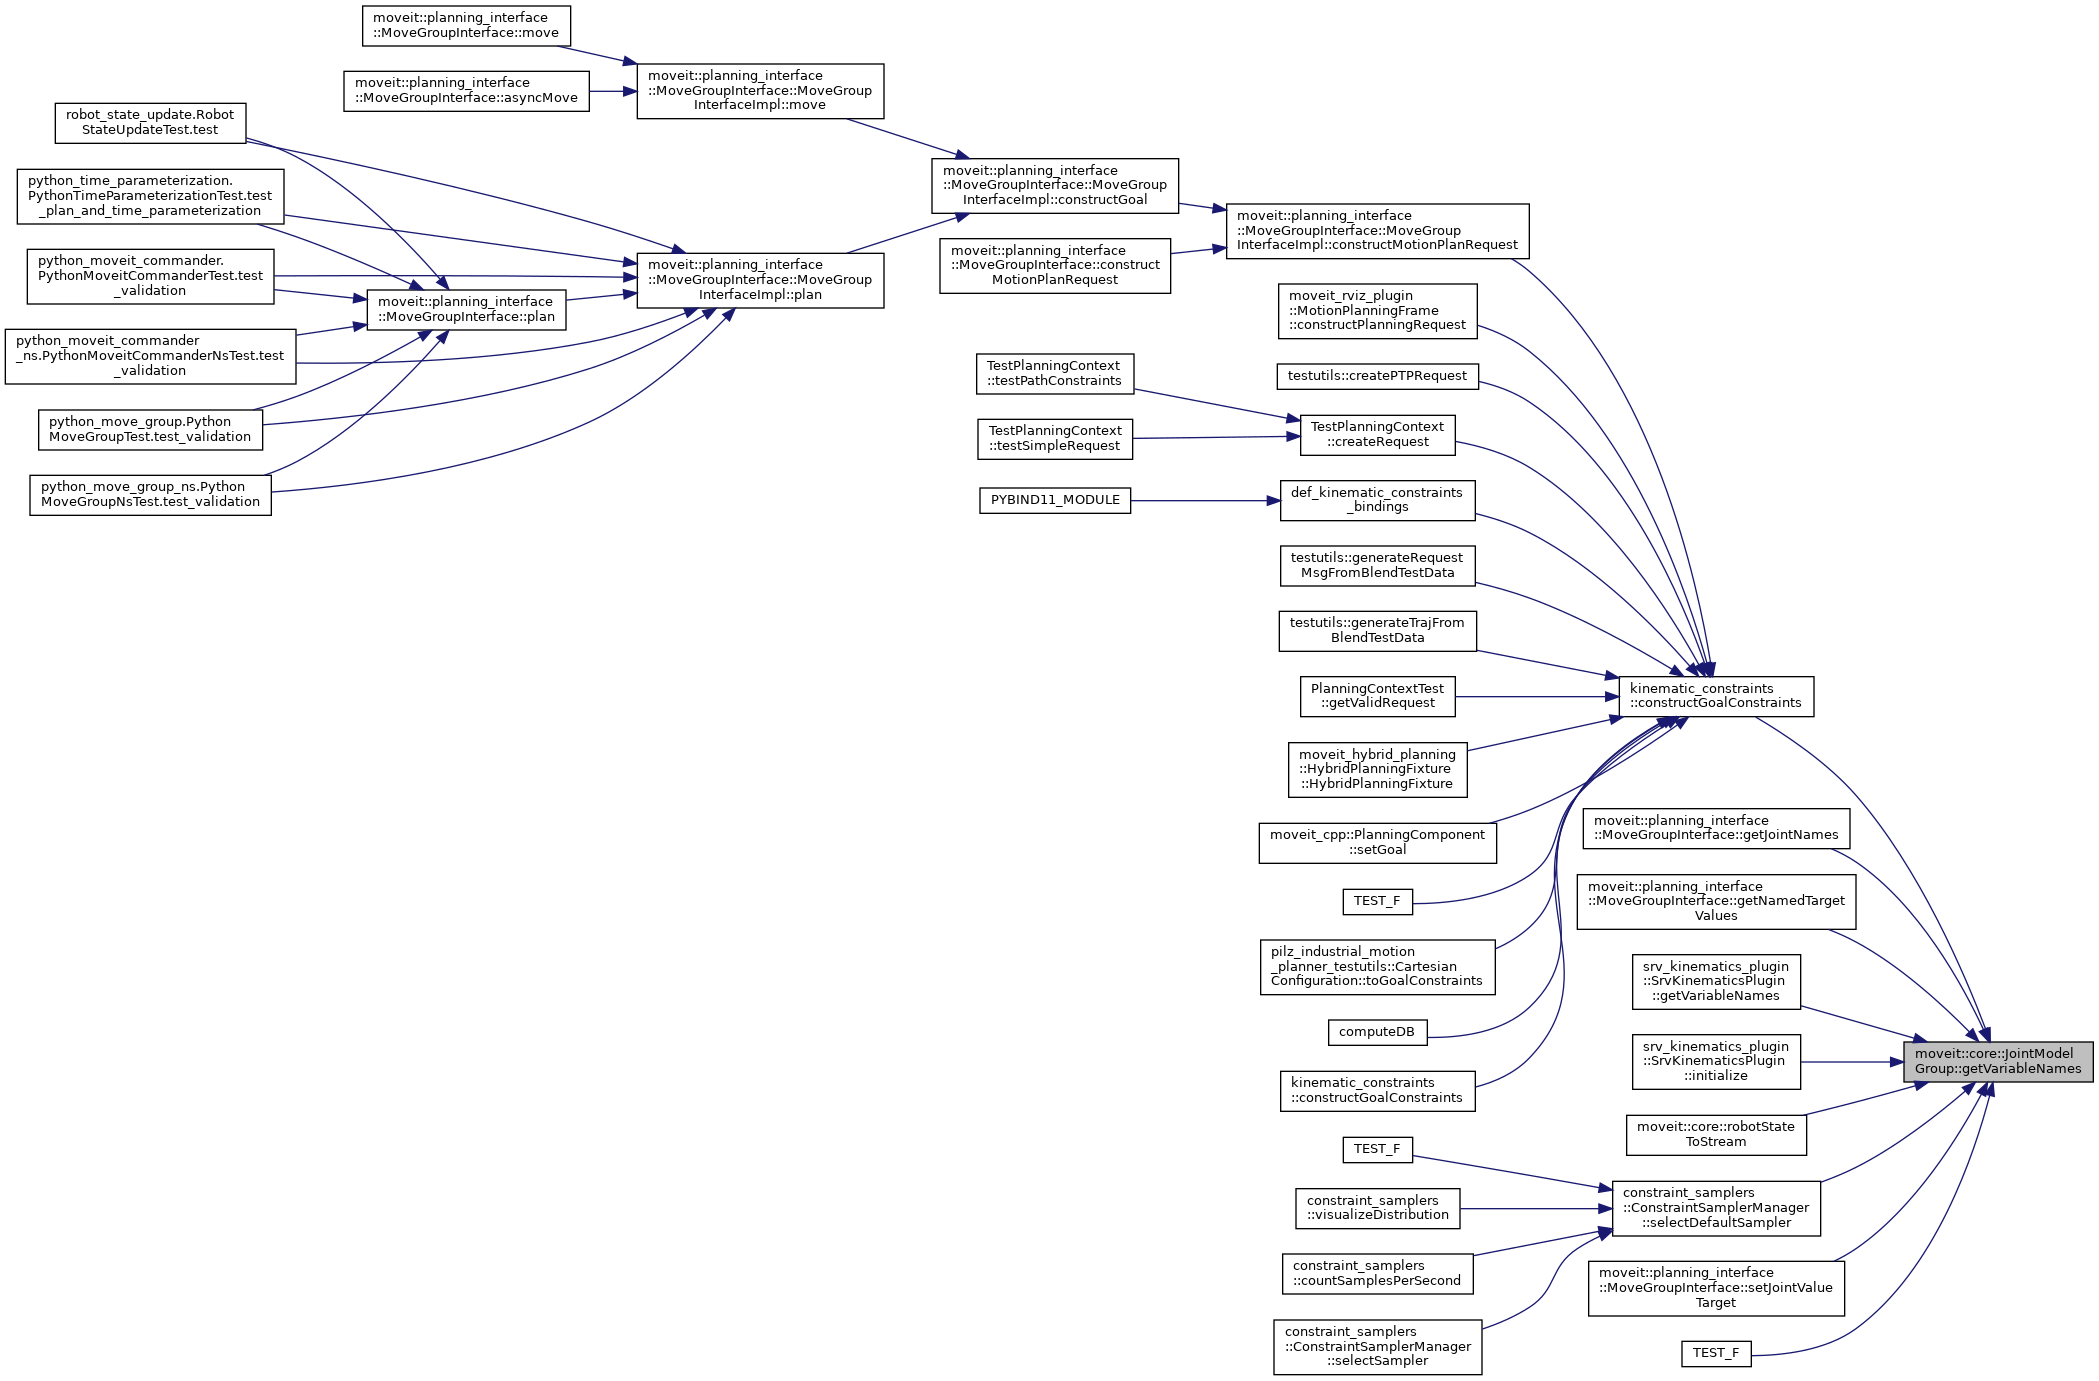 moveit::planning_interface
::MoveGroupInterface::move
moveit::planning_interface
::MoveGroupInterface::asyncMove
moveit::planning_interface
::MoveGroupInterface::MoveGroup
InterfaceImpl::move
robot_state_update.Robot
StateUpdateTest.test
python_time_parameterization.
PythonTimeParameterizationTest.test
_plan_and_time_parameterization
python_moveit_commander.
PythonMoveitCommanderTest.test
_validation
python_moveit_commander
_ns.PythonMoveitCommanderNsTest.test
_validation
python_move_group.Python
MoveGroupTest.test_validation
python_move_group_ns.Python
MoveGroupNsTest.test_validation
moveit::planning_interface
::MoveGroupInterface::plan
moveit::planning_interface
::MoveGroupInterface::MoveGroup
InterfaceImpl::plan
moveit::planning_interface
::MoveGroupInterface::MoveGroup
InterfaceImpl::constructGoal
moveit::planning_interface
::MoveGroupInterface::construct
MotionPlanRequest
moveit::planning_interface
::MoveGroupInterface::MoveGroup
InterfaceImpl::constructMotionPlanRequest
moveit_rviz_plugin
::MotionPlanningFrame
::constructPlanningRequest
testutils::createPTPRequest
TestPlanningContext
::testPathConstraints
TestPlanningContext
::testSimpleRequest
TestPlanningContext
::createRequest
PYBIND11_MODULE
def_kinematic_constraints
_bindings
testutils::generateRequest
MsgFromBlendTestData
testutils::generateTrajFrom
BlendTestData
PlanningContextTest
::getValidRequest
moveit_hybrid_planning
::HybridPlanningFixture
::HybridPlanningFixture
moveit_cpp::PlanningComponent
::setGoal
TEST_F
pilz_industrial_motion
_planner_testutils::Cartesian
Configuration::toGoalConstraints
computeDB
kinematic_constraints
::constructGoalConstraints
TEST_F
constraint_samplers
::visualizeDistribution
constraint_samplers
::countSamplesPerSecond
constraint_samplers
::ConstraintSamplerManager
::selectSampler
kinematic_constraints
::constructGoalConstraints
moveit::planning_interface
::MoveGroupInterface::getJointNames
moveit::planning_interface
::MoveGroupInterface::getNamedTarget
Values
srv_kinematics_plugin
::SrvKinematicsPlugin
::getVariableNames
srv_kinematics_plugin
::SrvKinematicsPlugin
::initialize
moveit::core::robotState
ToStream
constraint_samplers
::ConstraintSamplerManager
::selectDefaultSampler
moveit::planning_interface
::MoveGroupInterface::setJointValue
Target
TEST_F
moveit::core::JointModel
Group::getVariableNames